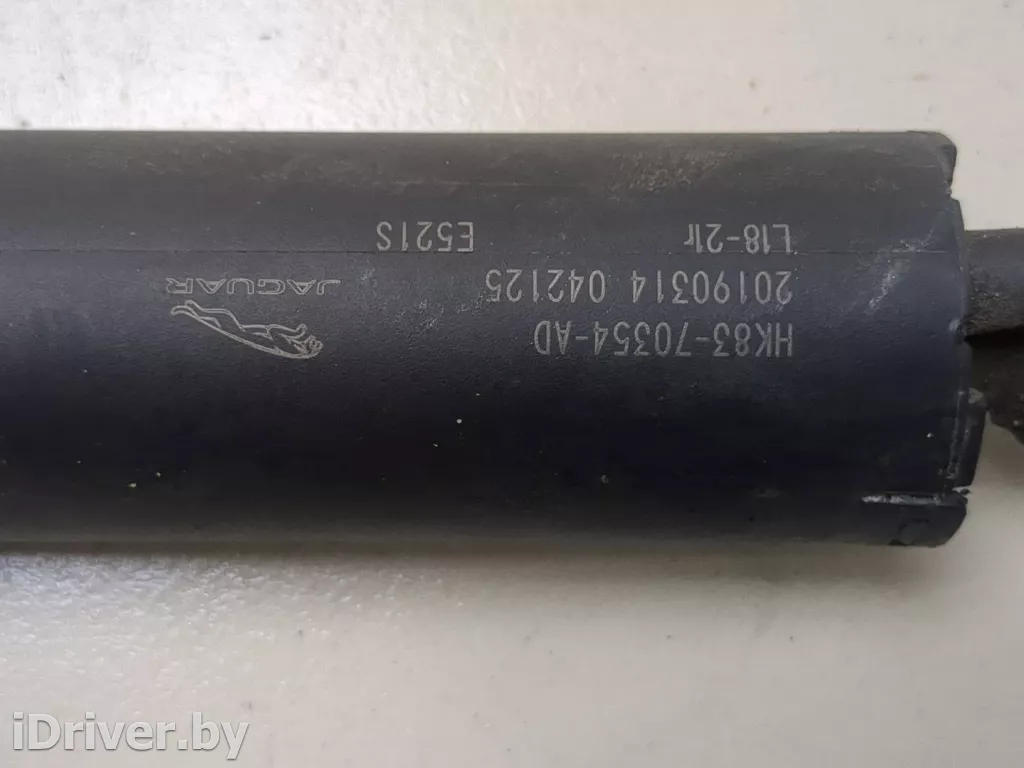 HK83-70354-AD
20190314 042125
L18-21r E521S
JAGUAR
iDriver.by